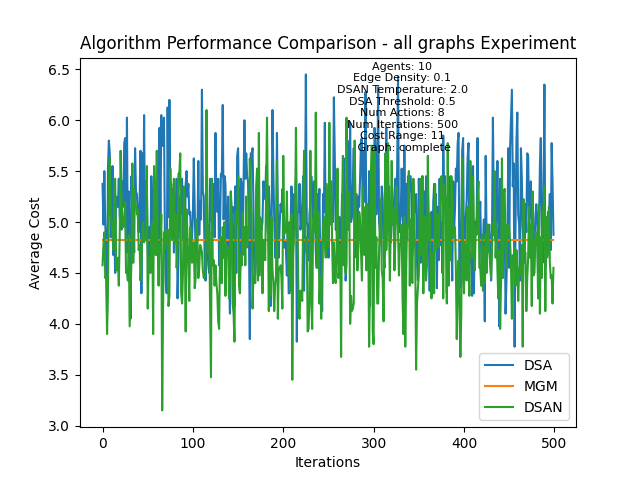 Algorithm Performance Comparison - all graphs Experiment
Agents: 10
Edge Density: 0.1
DSAN Temperature: 2.0
DSA Threshold: 0.5
Num Actions: 8
Num Iterations: 500
Cost Range: 11
Graph: complete
6.5
6.0
5.5
5.0
4.5
4.0
3.5
3.0
Average Cost
DSA
MGM
DSAN
0 100 200 300 400 500
Iterations